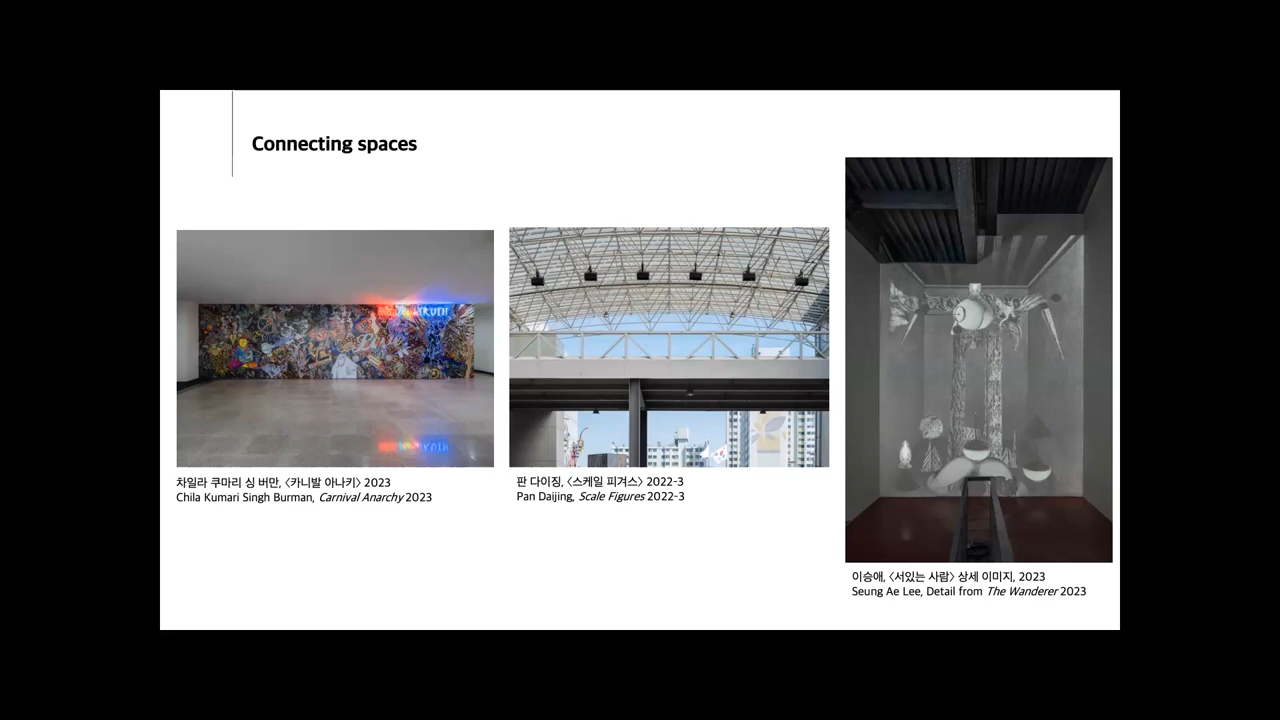 Connecting spaces
차일라 쿠마리 싱 버만, 〈카니발 아나키〉 2023
Chila Kumari Singh Burman, Carnival Anarchy 2023
판 다이징, 〈스케일 피겨스〉 2022-3
Pan Daijing, Scale Figures 2022-3
이승애, 〈서있는 사람〉 상세 이미지, 2023
Seung Ae Lee, Detail from The Wanderer 2023